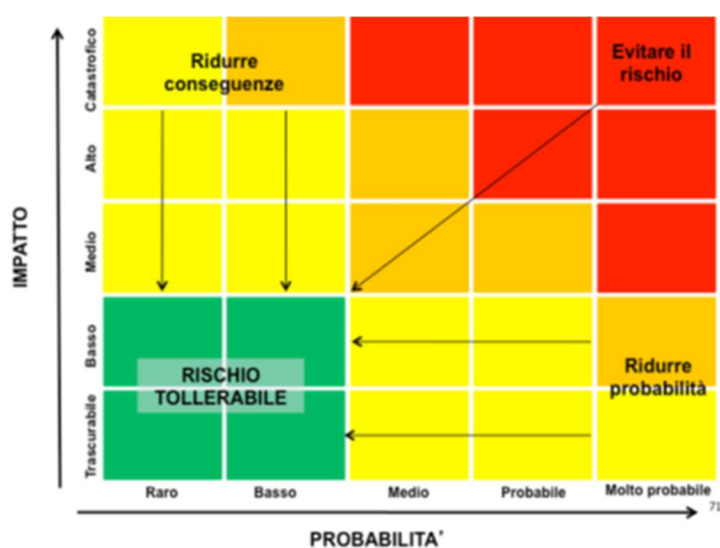 IMPATTO
Catastrofico
Alto
Medio
Basso
Trascurabile
Ridurre
conseguenze
Evitare il
rischio
RISCHIO
TOLLERABILE
Ridurre
probabilità
Raro
Basso
Medio
Probabile
Molto probabile
71
PROBABILITA'